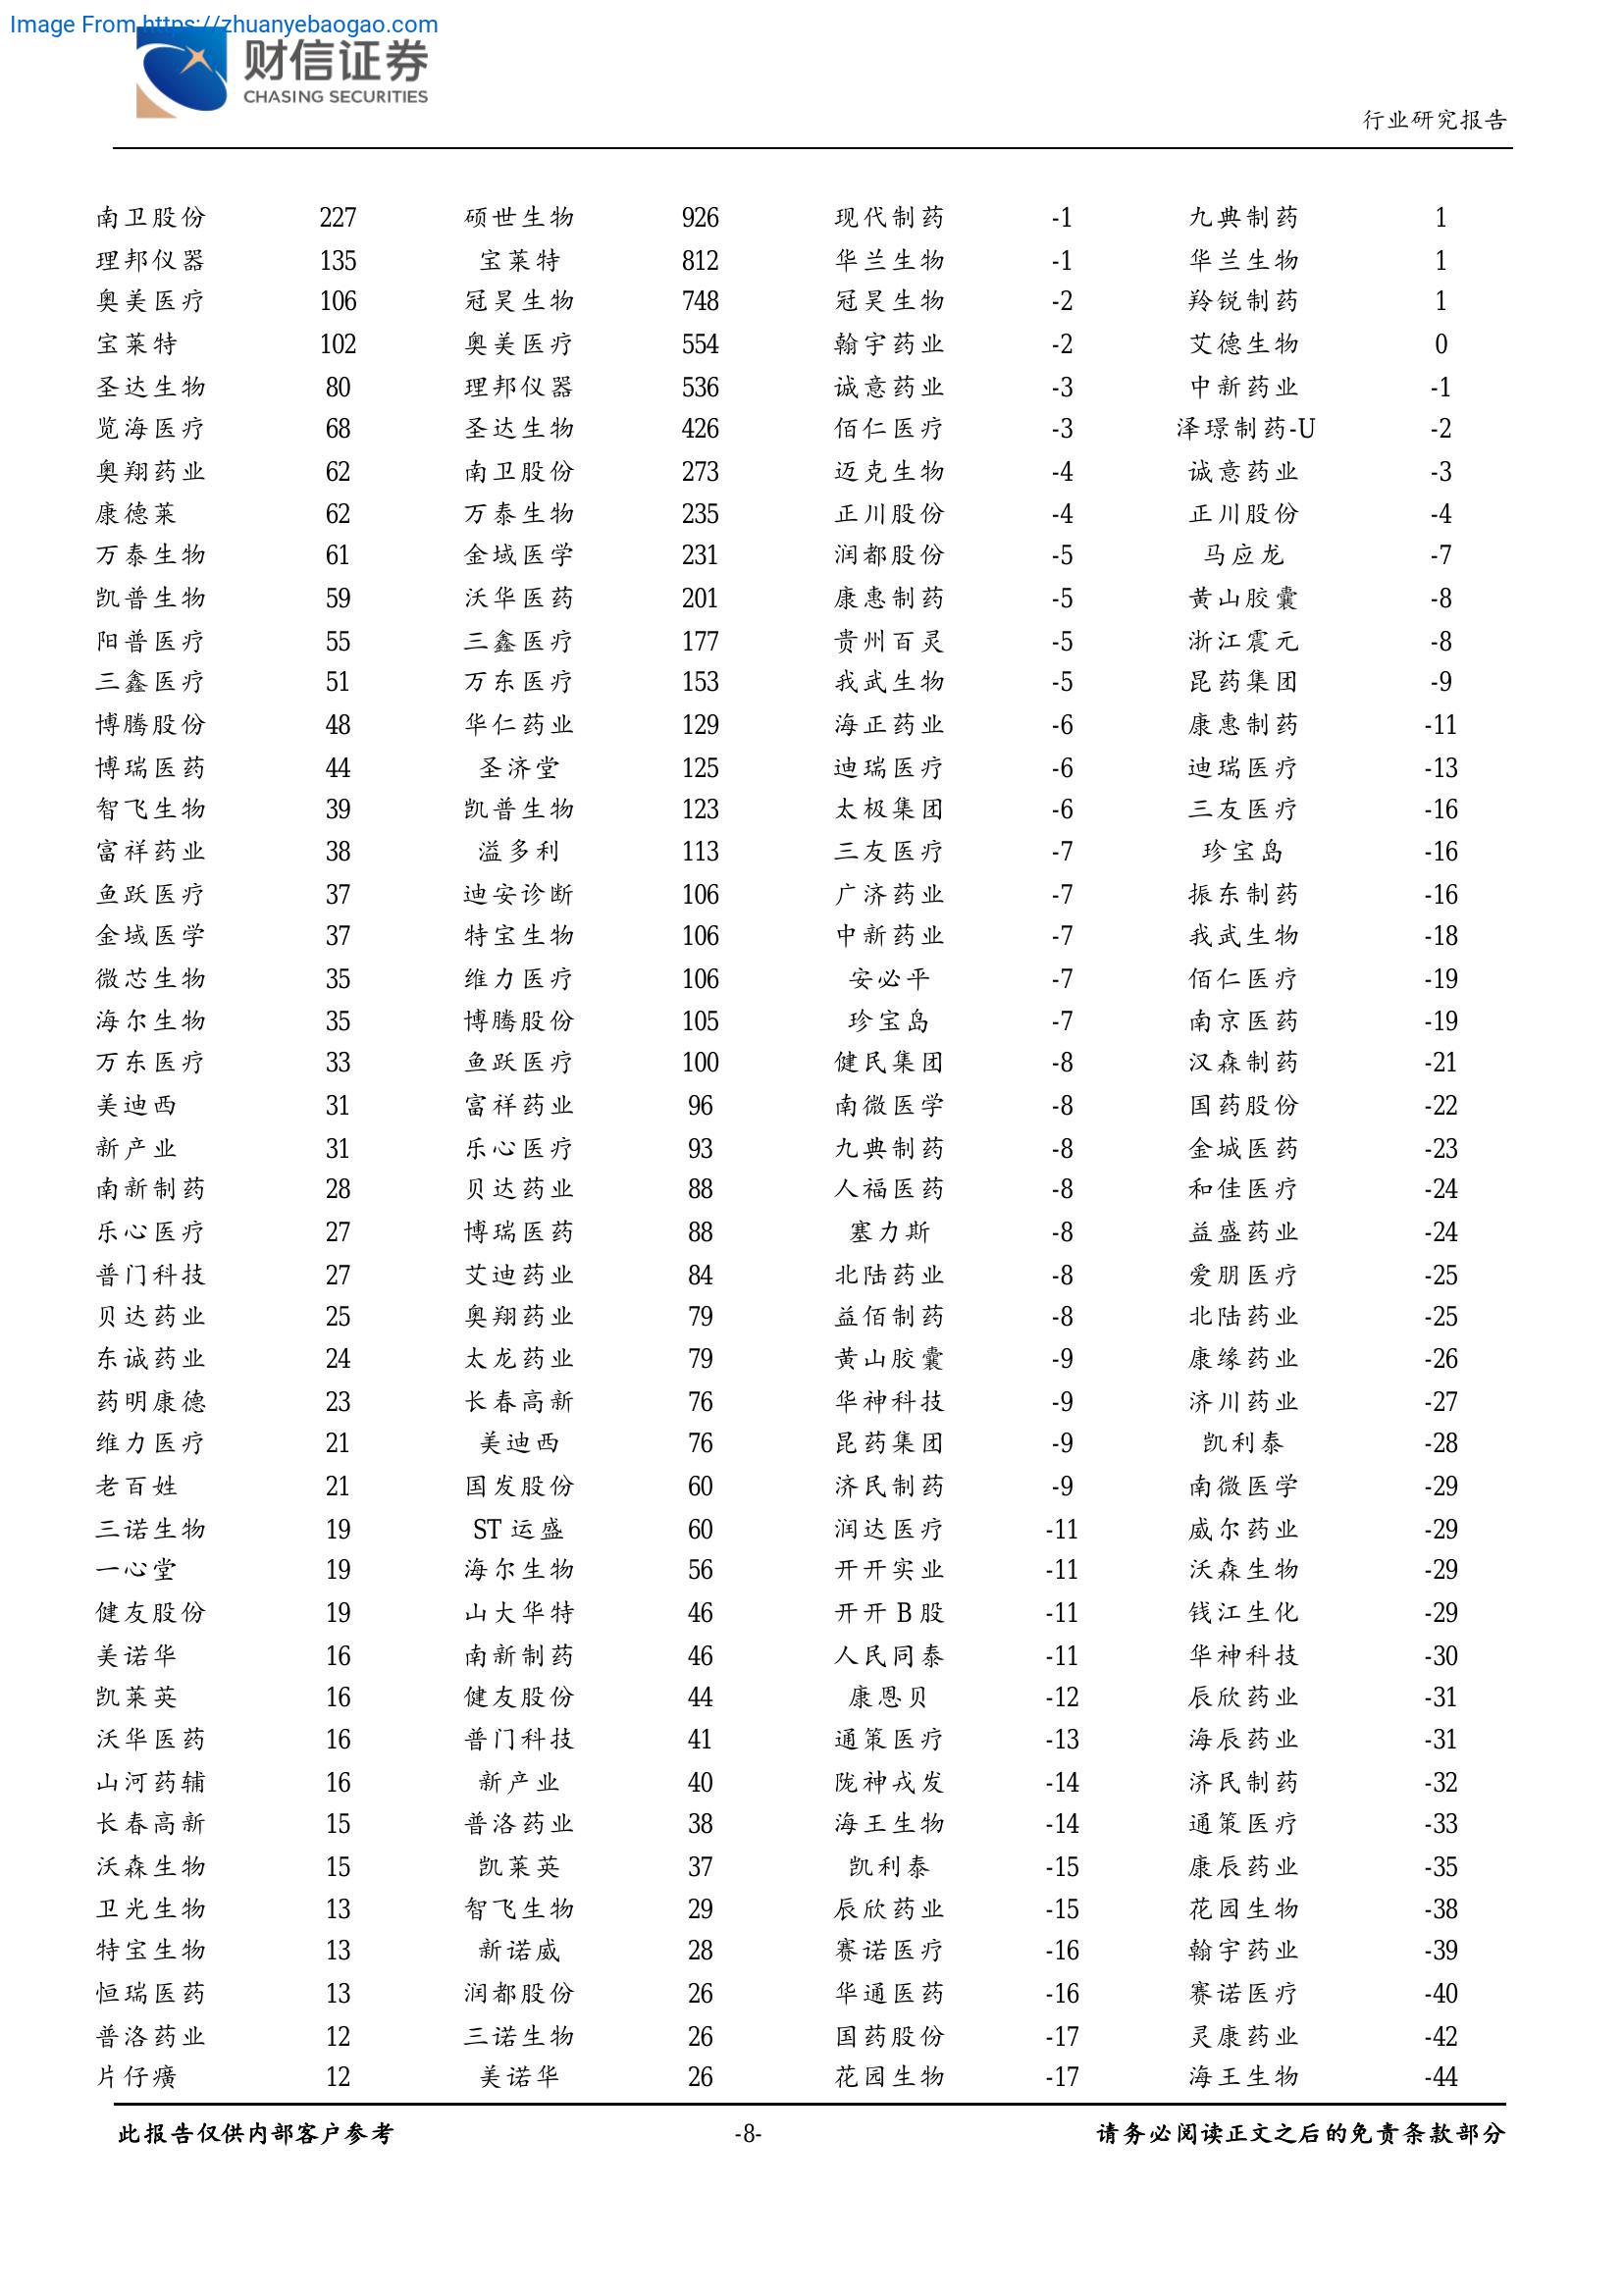 Image From https://zhuanyebaogao.com
财信证券
CHASING SECURITIES
行业研究报告
南卫股份 227 硕世生物 926 现代制药 -1 九典制药 1
理邦仪器 135 宝莱特 812 华兰生物 -1 华兰生物 1
奥美医疗 106 冠昊生物 748 冠昊生物 -2 羚锐制药 1
宝莱特 102 奥美医疗 554 翰宇药业 -2 艾德生物 0
圣达生物 80 理邦仪器 536 诚意药业 -3 中新药业 -1
览海医疗 68 圣达生物 426 佰仁医疗 -3 泽璟制药-U -2
奥翔药业 62 南卫股份 273 迈克生物 -4 诚意药业 -3
康德莱 62 万泰生物 235 正川股份 -4 正川股份 -4
万泰生物 61 金域医学 231 润都股份 -5 马应龙 -7
凯普生物 59 沃华医药 201 康惠制药 -5 黄山胶囊 -8
阳普医疗 55 三鑫医疗 177 贵州百灵 -5 浙江震元 -8
三鑫医疗 51 万东医疗 153 我武生物 -5 昆药集团 -9
博腾股份 48 华仁药业 129 海正药业 -6 康惠制药 -11
博瑞医药 44 圣济堂 125 迪瑞医疗 -6 迪瑞医疗 -13
智飞生物 39 凯普生物 123 太极集团 -6 三友医疗 -16
富祥药业 38 溢多利 113 三友医疗 -7 珍宝岛 -16
鱼跃医疗 37 迪安诊断 106 广济药业 -7 振东制药 -16
金域医学 37 特宝生物 106 中新药业 -7 我武生物 -18
微芯生物 35 维力医疗 106 安必平 -7 佰仁医疗 -19
海尔生物 35 博腾股份 105 珍宝岛 -7 南京医药 -19
万东医疗 33 鱼跃医疗 100 健民集团 -8 汉森制药 -21
美迪西 31 富祥药业 96 南微医学 -8 国药股份 -22
新产业 31 乐心医疗 93 九典制药 -8 金城医药 -23
南新制药 28 贝达药业 88 人福医药 -8 和佳医疗 -24
乐心医疗 27 博瑞医药 88 塞力斯 -8 益盛药业 -24
普门科技 27 艾迪药业 84 北陆药业 -8 爱朋医疗 -25
贝达药业 25 奥翔药业 79 益佰制药 -8 北陆药业 -25
东诚药业 24 太龙药业 79 黄山胶囊 -9 康缘药业 -26
药明康德 23 长春高新 76 华神科技 -9 济川药业 -27
维力医疗 21 美迪西 76 昆药集团 -9 凯利泰 -28
老百姓 21 国发股份 60 济民制药 -9 南微医学 -29
三诺生物 19 ST 运盛 60 润达医疗 -11 威尔药业 -29
一心堂 19 海尔生物 56 开开实业 -11 沃森生物 -29
健友股份 19 山大华特 46 开开 B 股 -11 钱江生化 -29
美诺华 16 南新制药 46 人民同泰 -11 华神科技 -30
凯莱英 16 健友股份 44 康恩贝 -12 辰欣药业 -31
沃华医药 16 普门科技 41 通策医疗 -13 海辰药业 -31
山河药辅 16 新产业 40 陇神戎发 -14 济民制药 -32
长春高新 15 普洛药业 38 海王生物 -14 通策医疗 -33
沃森生物 15 凯莱英 37 凯利泰 -15 康辰药业 -35
卫光生物 13 智飞生物 29 辰欣药业 -15 花园生物 -38
特宝生物 13 新诺威 28 赛诺医疗 -16 翰宇药业 -39
恒瑞医药 13 润都股份 26 华通医药 -16 赛诺医疗 -40
普洛药业 12 三诺生物 26 国药股份 -17 灵康药业 -42
片仔癀 12 美诺华 26 花园生物 -17 海王生物 -44
此报告仅供内部客户参考 -8- 请务必阅读正文之后的免责条款部分